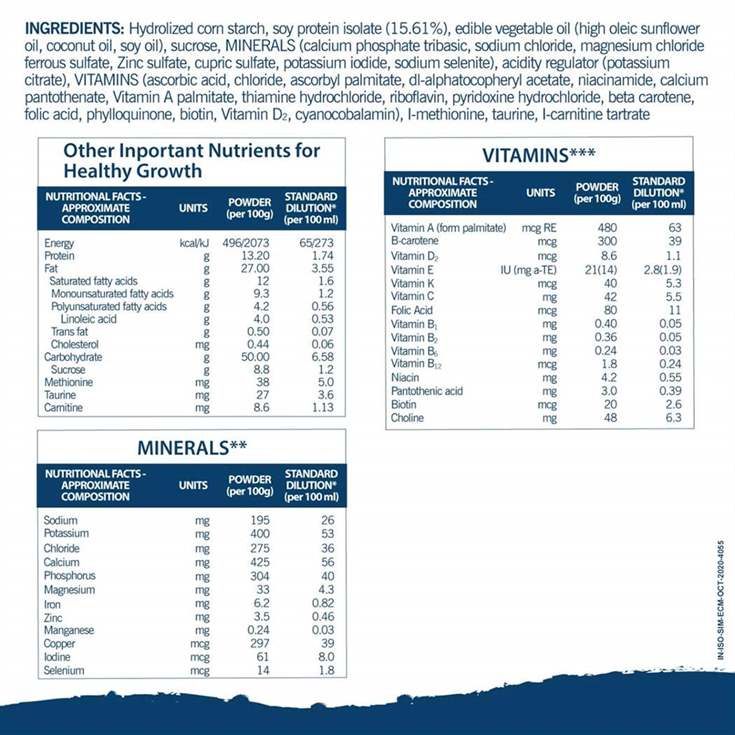 INGREDIENTS: Hydrolized corn starch, soy protein isolate (15.61%), edible vegetable oil (high oleic sunflower
oil, coconut oil, soy oil), sucrose, MINERALS (calcium phosphate tribasic, sodium chloride, magnesium chloride
ferrous sulfate, Zinc sulfate, cupric sulfate, potassium iodide, sodium selenite), acidity regulator (potassium
citrate), VITAMINS (ascorbic acid, chloride, ascorbyl palmitate, dl-alphatocopheryl acetate, niacinamide, calcium
pantothenate, Vitamin A palmitate, thiamine hydrochloride, riboflavin, pyridoxine hydrochloride, beta carotene,
folic acid, phylloquinone, biotin, Vitamin D2, cyanocobalamin), l-methionine, taurine, l-carnitine tartrate
Other Inportant Nutrients for
Healthy Growth
NUTRITIONAL FACTS - APPROXIMATE COMPOSITION UNITS POWDER (per 100g) STANDARD DILUTION* (per 100 ml)
Energy kcal/kJ 496/2073 65/273
Protein g 13.20 1.74
Fat g 27.00 3.55
Saturated fatty acids g 12 1.6
Monounsaturated fatty acids g 9.3 1.2
Polyunsaturated fatty acids g 4.2 0.56
Linoleic acid g 4.0 0.53
Trans fat g 0.50 0.07
Cholesterol mg 0.44 0.06
Carbohydrate g 50.00 6.58
Sucrose g 8.8 1.2
Methionine mg 38 5.0
Taurine mg 27 3.6
Carnitine mg 8.6 1.13
VITAMINS***
NUTRITIONAL FACTS - APPROXIMATE COMPOSITION UNITS POWDER (per 100g) STANDARD DILUTION* (per 100 ml)
Vitamin A (form palmitate) mcg RE 480 63
B-carotene mcg 300 39
Vitamin D2 mcg 8.6 1.1
Vitamin E IU (mg a-TE) 21(14) 2.8(1.9)
Vitamin K mcg 40 5.3
Vitamin C mg 42 5.5
Folic Acid mcg 80 11
Vitamin B1 mg 0.40 0.05
Vitamin B2 mg 0.36 0.05
Vitamin B6 mg 0.24 0.03
Vitamin B12 mcg 1.8 0.24
Niacin mg 4.2 0.55
Pantothenic acid mg 3.0 0.39
Biotin mcg 20 2.6
Choline mg 48 6.3
MINERALS**
NUTRITIONAL FACTS - APPROXIMATE COMPOSITION UNITS POWDER (per 100g) STANDARD DILUTION* (per 100 ml)
Sodium mg 195 26
Potassium mg 400 53
Chloride mg 275 36
Calcium mg 425 56
Phosphorus mg 304 40
Magnesium mg 33 4.3
Iron mg 6.2 0.82
Zinc mg 3.5 0.46
Manganese mg 0.24 0.03
Copper mcg 297 39
Iodine mcg 61 8.0
Selenium mcg 14 1.8
IN-ISO-SIM-ECM-OCT-2020-4055